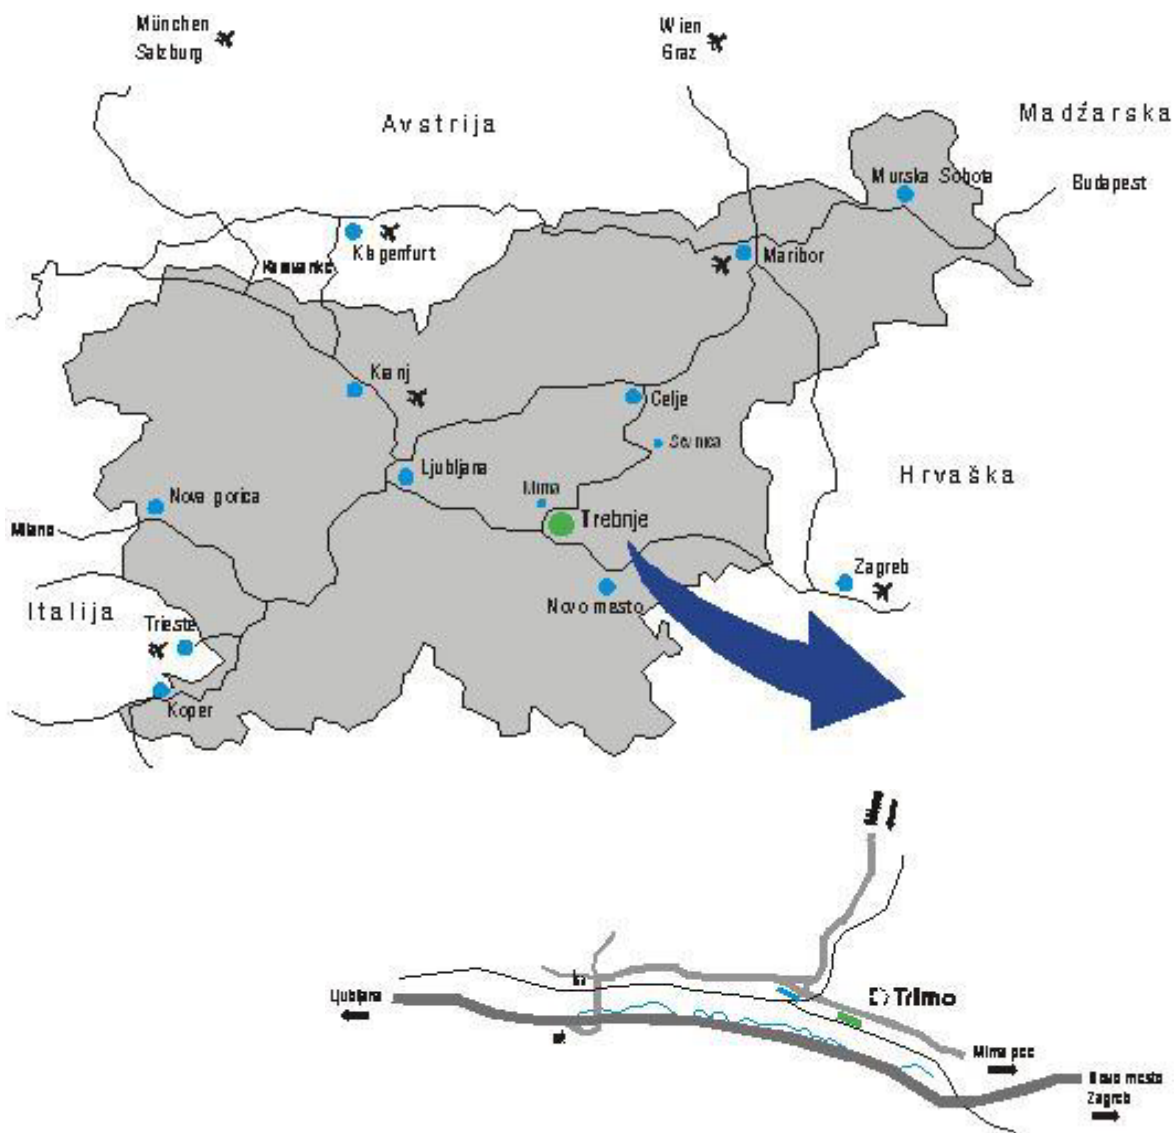 München
Salzburg
Wien
Graz
Avstrija
Madžarska
Murska Sobota
Budapest
Klagenfurt
Maribor
Kranj
Celje
Sevnica
Ljubljana
Hrvaška
Nova gorica
Mirna
Milano
Trebnje
Zagreb
Italija
Novo mesto
Trieste
Koper
Mirna
Trimo
Ljubljana
Mirna pec
Novo mesto
Zagreb